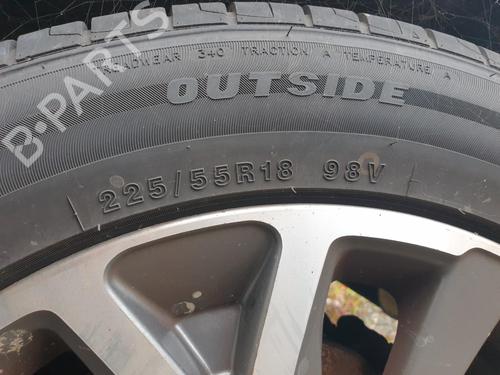 TREADWEAR 340 TRACTION A TEMPERATURE A
OUTSIDE
B-PARTS
225/55R18 98V